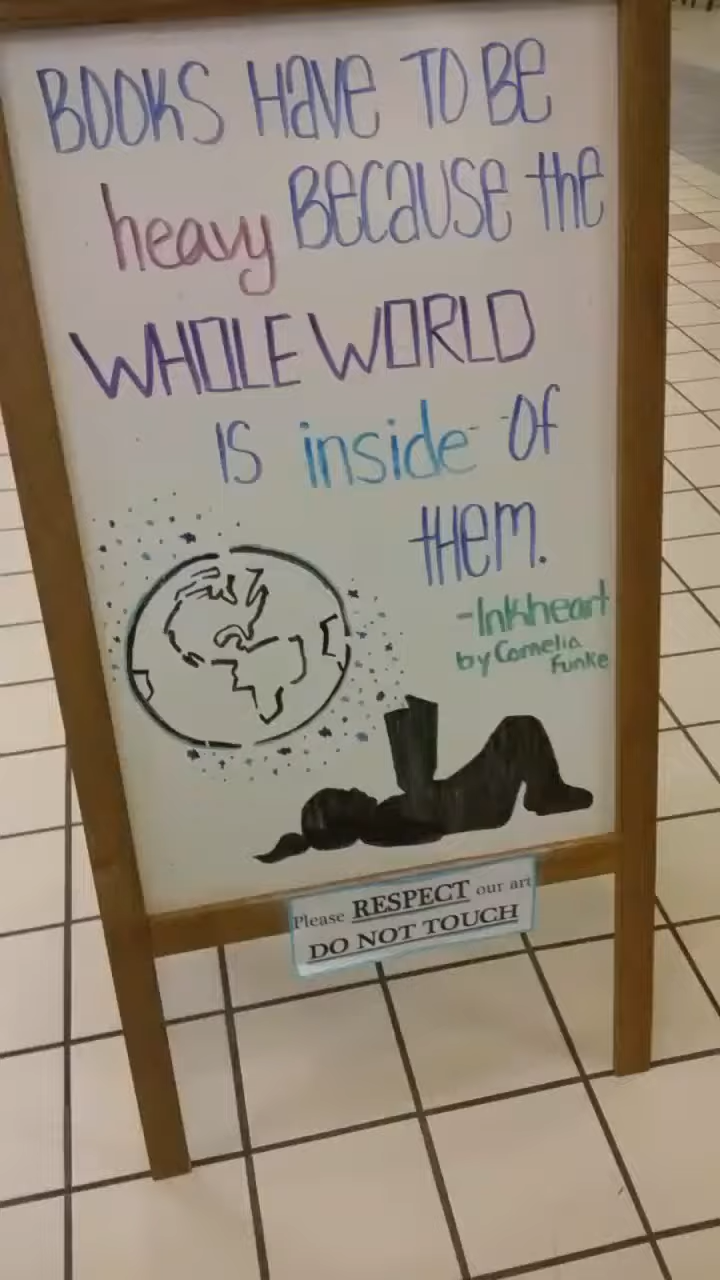 BOOKS HAVE TO BE
heavy BECAUSE the
WHOLE WORLD
IS inside OF
THEM.
-Inkheart
by Cornelia
Funke
Please RESPECT our art
DO NOT TOUCH